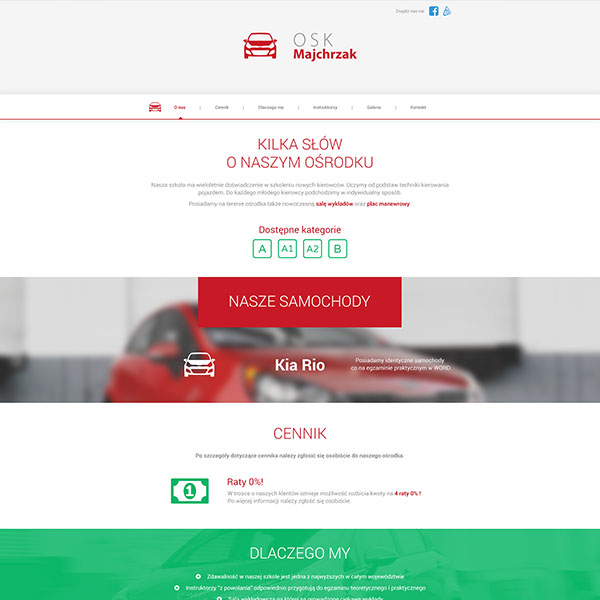 Znajdź nas na:
OSK
Majchrzak
O nas | Cennik | Dlaczego my | Instruktorzy | Galeria | Kontakt
KILKA SŁÓW
O NASZYM OŚRODKU
Nasza szkoła ma wieloletnie doświadczenie w szkoleniu nowych kierowców. Uczymy od podstaw techniki kierowania
pojazdem. Do każdego młodego kierowcy podchodzimy w indywidualny sposób.
Posiadamy na terenie ośrodka także nowoczesną salę wykładów oraz plac manewrowy
Dostępne kategorie
A A1 A2 B
NASZE SAMOCHODY
Kia Rio
Posiadamy identyczne samochody
co na egzaminie praktycznym w WORD
CENNIK
Po szczegóły dotyczące cennika należy zgłosić się osobiście do naszego ośrodka.
1
Raty 0%!
W trosce o naszych klientów istnieje możliwość rozbicia kwoty na 4 raty 0% !
Po więcej informacji należy zgłosić się osobiście.
DLACZEGO MY
Zdawalność w naszej szkole jest jedna z najwyższych w całym województwie
Instruktorzy "z powołania" odpowiednio przygotują do egzaminu teoretycznego i praktycznego